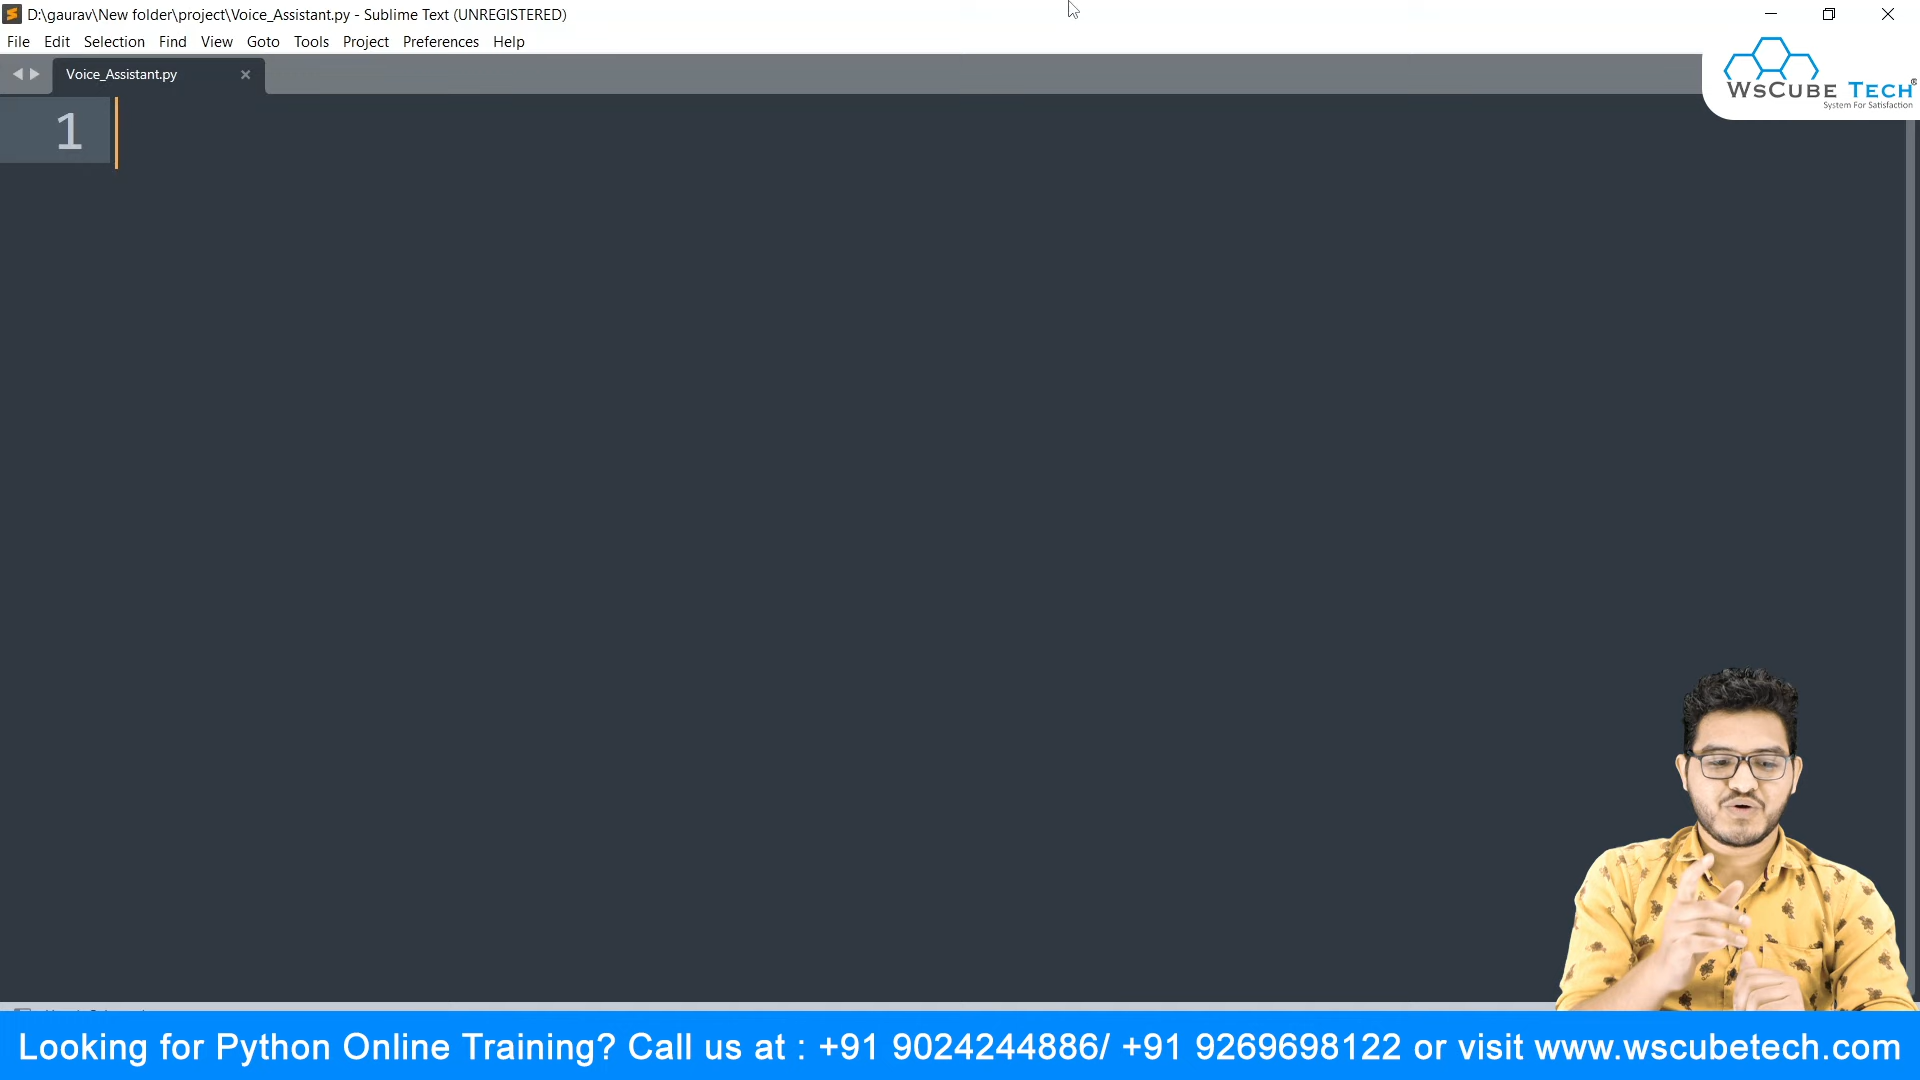 D:\gaurav\New folder\project\Voice_Assistant.py - Sublime Text (UNREGISTERED)
File Edit Selection Find View Goto Tools Project Preferences Help
Voice_Assistant.py
WsCube Tech®
System For Satisfaction
1
Looking for Python Online Training? Call us at : +91 9024244886/ +91 9269698122 or visit www.wscubetech.com